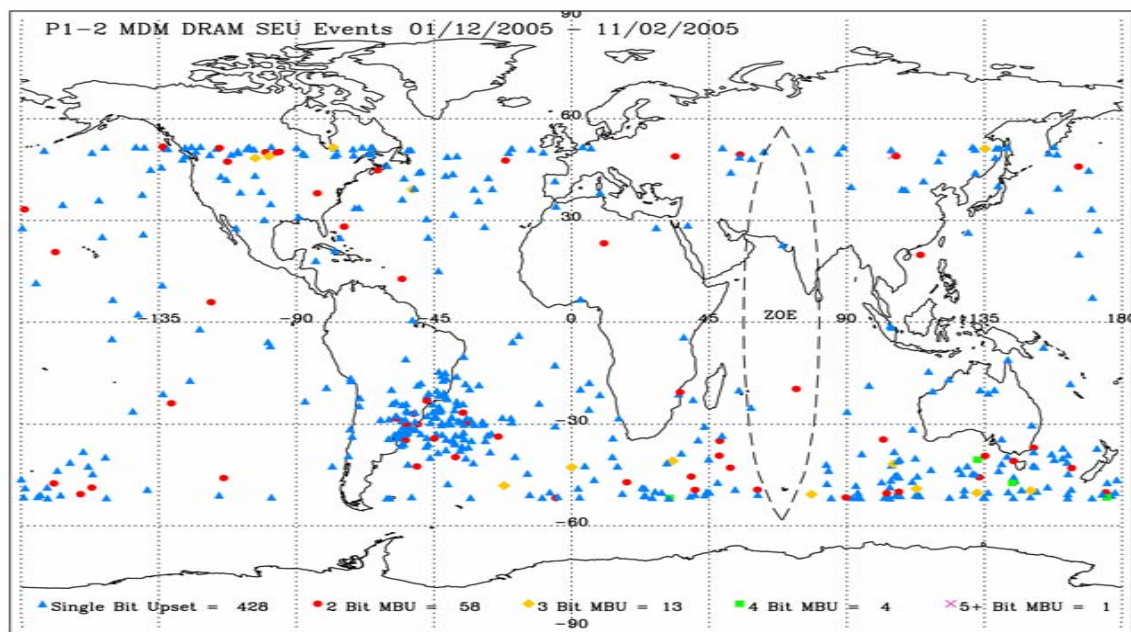 90
P1-2 MDM DRAM SEU Events 01/12/2005 - 11/02/2005
60
30
-135 -90 -45 0 45 ZOE 90 135 180
-30
-60
Single Bit Upset = 428 2 Bit MBU = 58 3 Bit MBU = 13 4 Bit MBU = 4 5+ Bit MBU = 1
-90